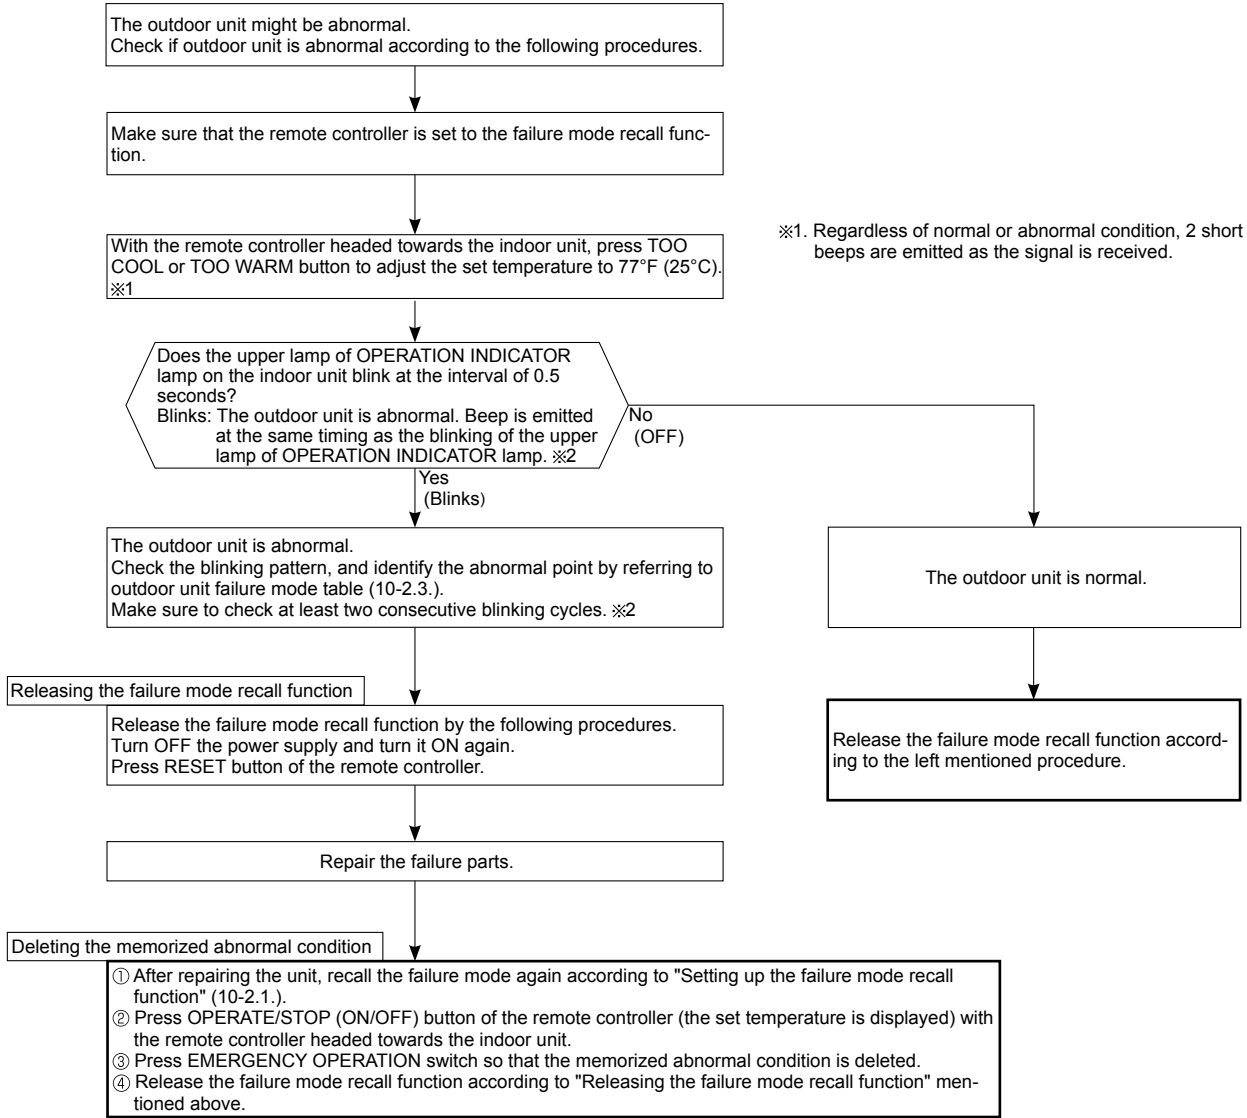 The outdoor unit might be abnormal.
Check if outdoor unit is abnormal according to the following procedures.
Make sure that the remote controller is set to the failure mode recall func-
tion.
With the remote controller headed towards the indoor unit, press TOO
COOL or TOO WARM button to adjust the set temperature to 77°F (25°C).
※1
※1. Regardless of normal or abnormal condition, 2 short
beeps are emitted as the signal is received.
Does the upper lamp of OPERATION INDICATOR
lamp on the indoor unit blink at the interval of 0.5
seconds?
Blinks: The outdoor unit is abnormal. Beep is emitted
at the same timing as the blinking of the upper
lamp of OPERATION INDICATOR lamp. ※2
No
(OFF)
Yes
(Blinks)
The outdoor unit is abnormal.
Check the blinking pattern, and identify the abnormal point by referring to
outdoor unit failure mode table (10-2.3.).
Make sure to check at least two consecutive blinking cycles. ※2
The outdoor unit is normal.
Releasing the failure mode recall function
Release the failure mode recall function by the following procedures.
Turn OFF the power supply and turn it ON again.
Press RESET button of the remote controller.
Release the failure mode recall function accord-
ing to the left mentioned procedure.
Repair the failure parts.
Deleting the memorized abnormal condition
① After repairing the unit, recall the failure mode again according to "Setting up the failure mode recall
function" (10-2.1.).
② Press OPERATE/STOP (ON/OFF) button of the remote controller (the set temperature is displayed) with
the remote controller headed towards the indoor unit.
③ Press EMERGENCY OPERATION switch so that the memorized abnormal condition is deleted.
④ Release the failure mode recall function according to "Releasing the failure mode recall function" men-
tioned above.